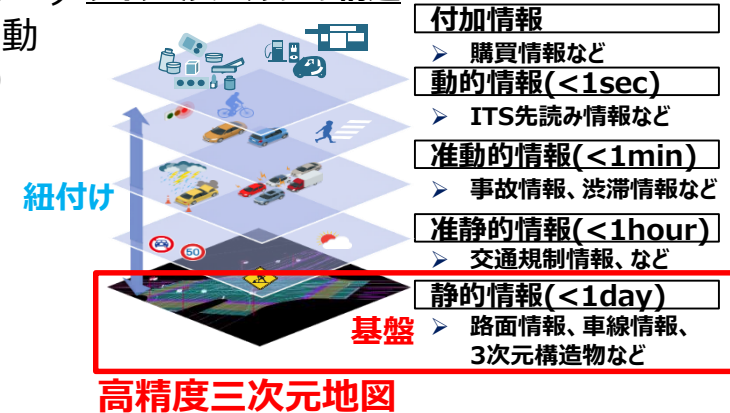 動
付加情報
➢ 購買情報など
動的情報(<1sec)
➢ ITS先読み情報など
准動的情報(<1min)
➢ 事故情報、渋滞情報など
紐付け
准静的情報(<1hour)
➢ 交通規制情報、など
50
静的情報(<1day)
基盤
➢ 路面情報、車線情報、
3次元構造物など
高精度三次元地図